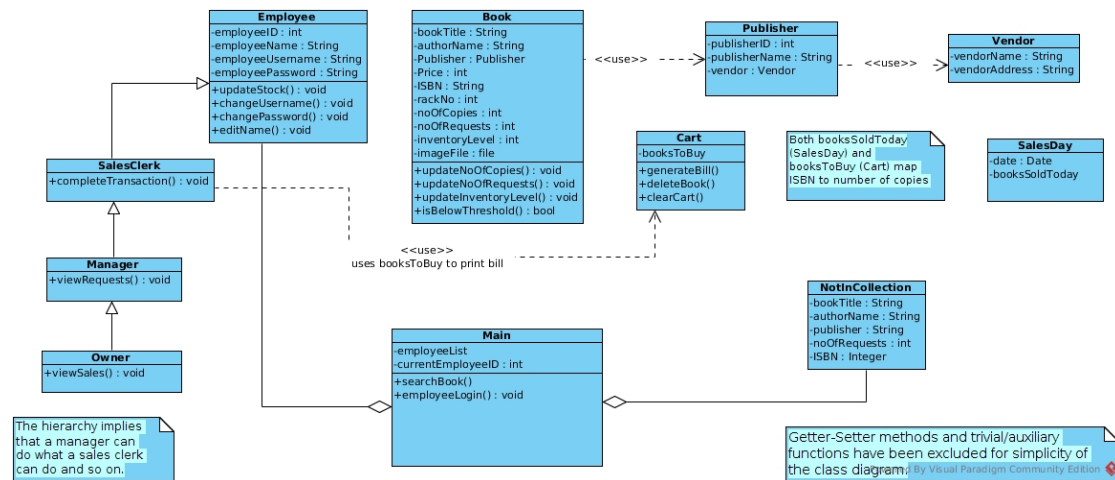 Employee
-employeeID : int
-employeeName : String
-employeeUsername : String
-employeePassword : String
+updateStock() : void
+changeUsername() : void
+changePassword() : void
+editName() : void
Book
-bookTitle : String
-authorName : String
-Publisher : Publisher
-Price : int
-ISBN : String
-rackNo : int
-noOfCopies : int
-noOfRequests : int
-inventoryLevel : int
-imageFile : file
+updateNoOfCopies() : void
+updateNoOfRequests() : void
+updateInventoryLevel() : void
+isBelowThreshold() : bool
<<use>>
Publisher
-publisherID : int
-publisherName : String
-vendor : Vendor
<<use>>
Vendor
-vendorName : String
-vendorAddress : String
SalesClerk
+completeTransaction() : void
Cart
-booksToBuy
+generateBill()
+deleteBook()
+clearCart()
Both booksSoldToday
(SalesDay) and
booksToBuy (Cart) map
ISBN to number of copies
SalesDay
-date : Date
-booksSoldToday
<<use>>
uses booksToBuy to print bill
Manager
+viewRequests() : void
NotInCollection
-bookTitle : String
-authorName : String
-publisher : String
-noOfRequests : int
-ISBN : Integer
Owner
+viewSales() : void
Main
-employeeList
-currentEmployeeID : int
+searchBook()
+employeeLogin() : void
The hierarchy implies
that a manager can
do what a sales clerk
can do and so on.
Getter-Setter methods and trivial/auxiliary
functions have been excluded for simplicity of
the class diagram.
By Visual Paradigm Community Edition